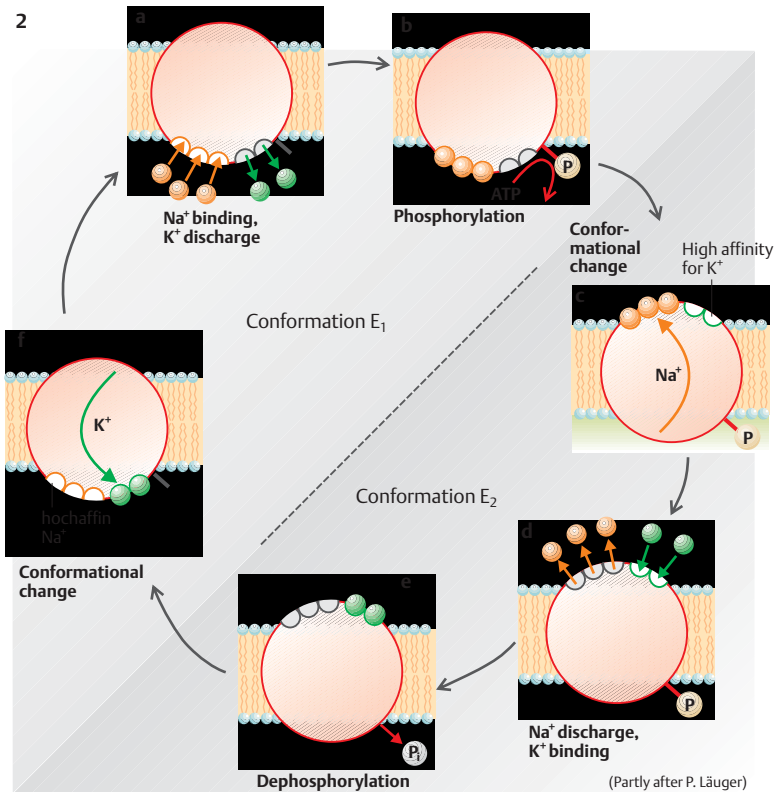 2
a
Na⁺ binding,
K⁺ discharge
b
P
ATP
Phosphorylation
Confor-
mational
change
High affinity
for K⁺
c
Na⁺
P
Conformation E₁
f
K⁺
hochaffin
Na⁺
Conformational
change
Conformation E₂
d
P
Na⁺ discharge,
K⁺ binding
e
Pᵢ
Dephosphorylation
(Partly after P. Läuger)